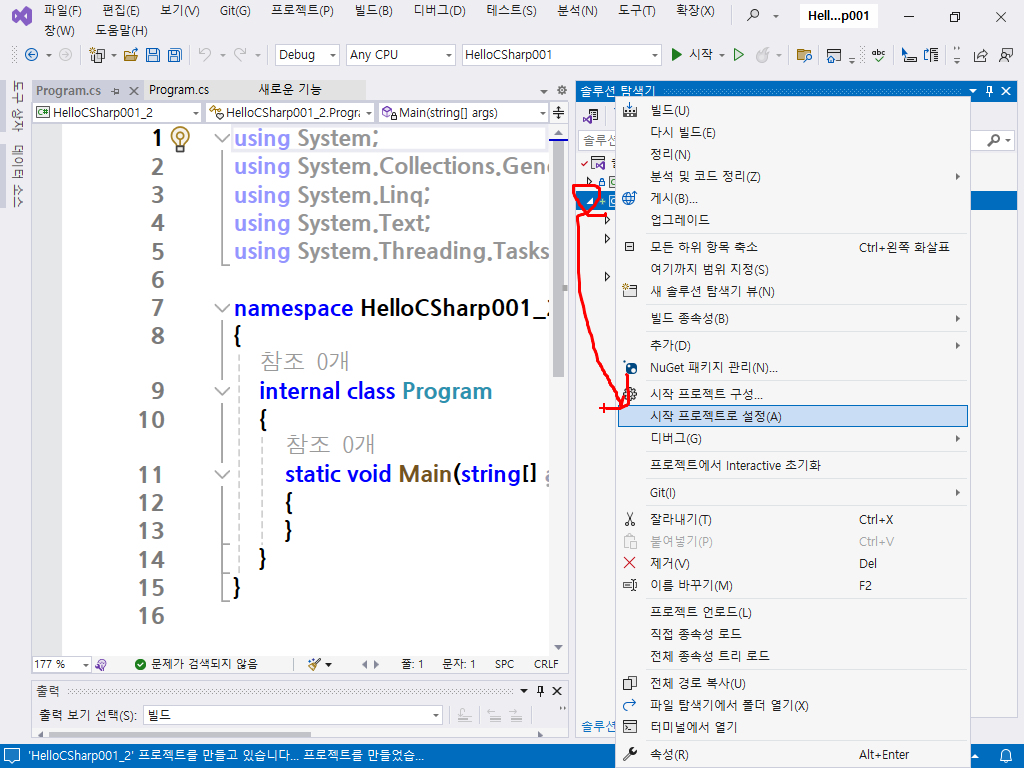 파일(F) 편집(E) 보기(V) Git(G) 프로젝트(P) 빌드(B) 디버그(D) 테스트(S) 분석(N) 도구(T) 확장(X)
Hell...p001
창(W) 도움말(H)
Debug Any CPU HelloCSharp001 시작
도구 상자
데이터 소스
Program.cs Program.cs 새로운 기능
HelloCSharp001_2 HelloCSharp001_2.Progra Main(string[] args)
1 using System;
2 using System.Collections.Gene
3 using System.Linq;
4 using System.Text;
5 using System.Threading.Tasks
6
7 namespace HelloCSharp001_2
8 {
참조 0개
9 internal class Program
10 {
참조 0개
11 static void Main(string[] a
12 {
13 }
14 }
15 }
16
177 % 문제가 검색되지 않음 줄: 1 문자: 1 SPC CRLF
출력
출력 보기 선택(S): 빌드
'HelloCSharp001_2' 프로젝트를 만들고 있습니다... 프로젝트를 만들었습...
솔루션 탐색기
솔루션
빌드(U)
다시 빌드(E)
정리(N)
분석 및 코드 정리(Z)
게시(B)...
업그레이드
모든 하위 항목 축소 Ctrl+왼쪽 화살표
여기까지 범위 지정(S)
새 솔루션 탐색기 뷰(N)
빌드 종속성(B)
추가(D)
NuGet 패키지 관리(N)...
시작 프로젝트 구성...
시작 프로젝트로 설정(A)
디버그(G)
프로젝트에서 Interactive 초기화
Git(I)
잘라내기(T) Ctrl+X
붙여넣기(P) Ctrl+V
제거(V) Del
이름 바꾸기(M) F2
프로젝트 언로드(L)
직접 종속성 로드
전체 종속성 트리 로드
전체 경로 복사(U)
파일 탐색기에서 폴더 열기(X)
터미널에서 열기
속성(R) Alt+Enter
솔루션